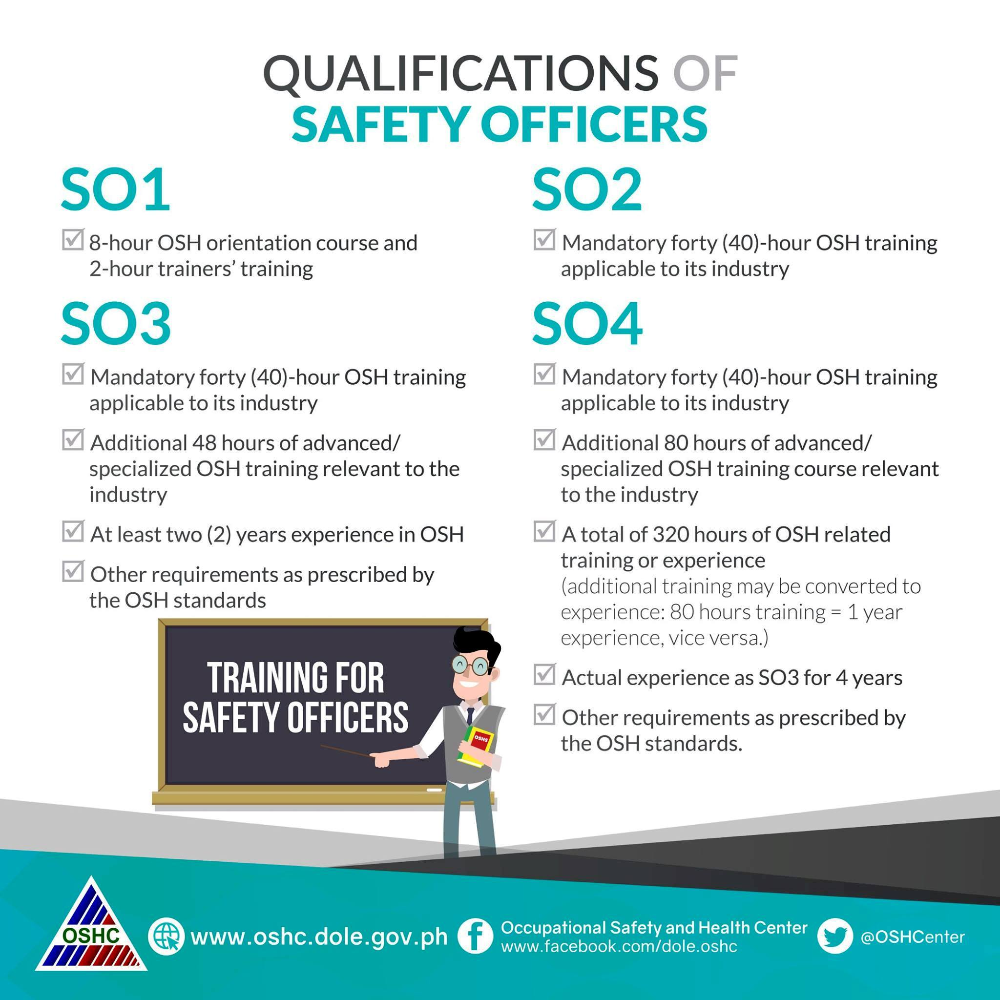 QUALIFICATIONS OF
SAFETY OFFICERS
SO1
8-hour OSH orientation course and
2-hour trainers’ training
SO2
Mandatory forty (40)-hour OSH training
applicable to its industry
SO3
Mandatory forty (40)-hour OSH training
applicable to its industry
Additional 48 hours of advanced/
specialized OSH training relevant to the
industry
At least two (2) years experience in OSH
Other requirements as prescribed by
the OSH standards
SO4
Mandatory forty (40)-hour OSH training
applicable to its industry
Additional 80 hours of advanced/
specialized OSH training course relevant
to the industry
A total of 320 hours of OSH related
training or experience
(additional training may be converted to
experience: 80 hours training = 1 year
experience, vice versa.)
Actual experience as SO3 for 4 years
Other requirements as prescribed by
the OSH standards.
TRAINING FOR
SAFETY OFFICERS
OSHS
OSHC
www.oshc.dole.gov.ph
Occupational Safety and Health Center
www.facebook.com/dole.oshc
@OSHCenter